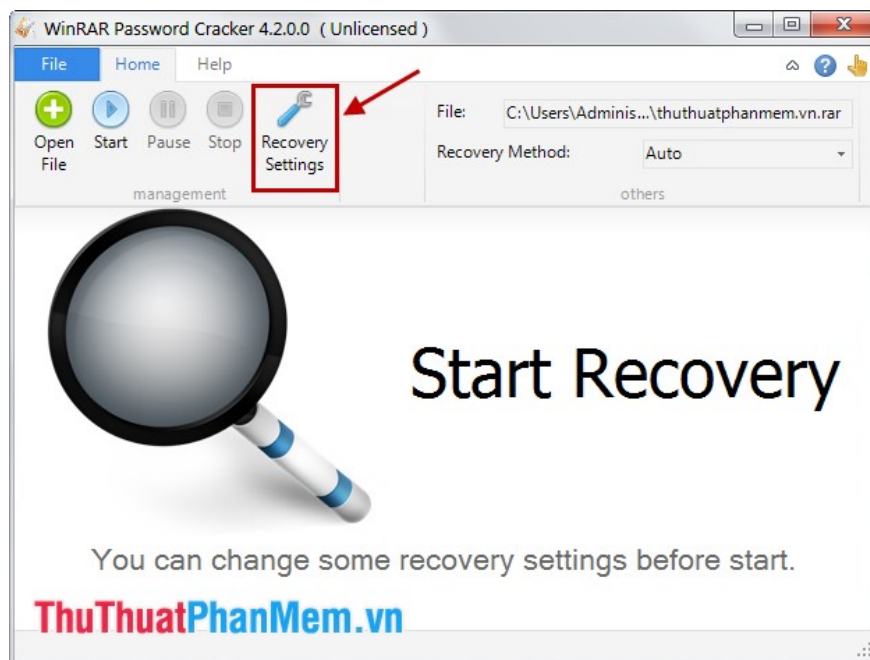 WinRAR Password Cracker 4.2.0.0 ( Unlicensed )
File Home Help
Open File
Start
Pause
Stop
Recovery Settings
management
File: C:\Users\Adminis...\thuthuatphanmem.vn.rar
Recovery Method: Auto
others
Start Recovery
You can change some recovery settings before start.
ThuThuatPhanMem.vn